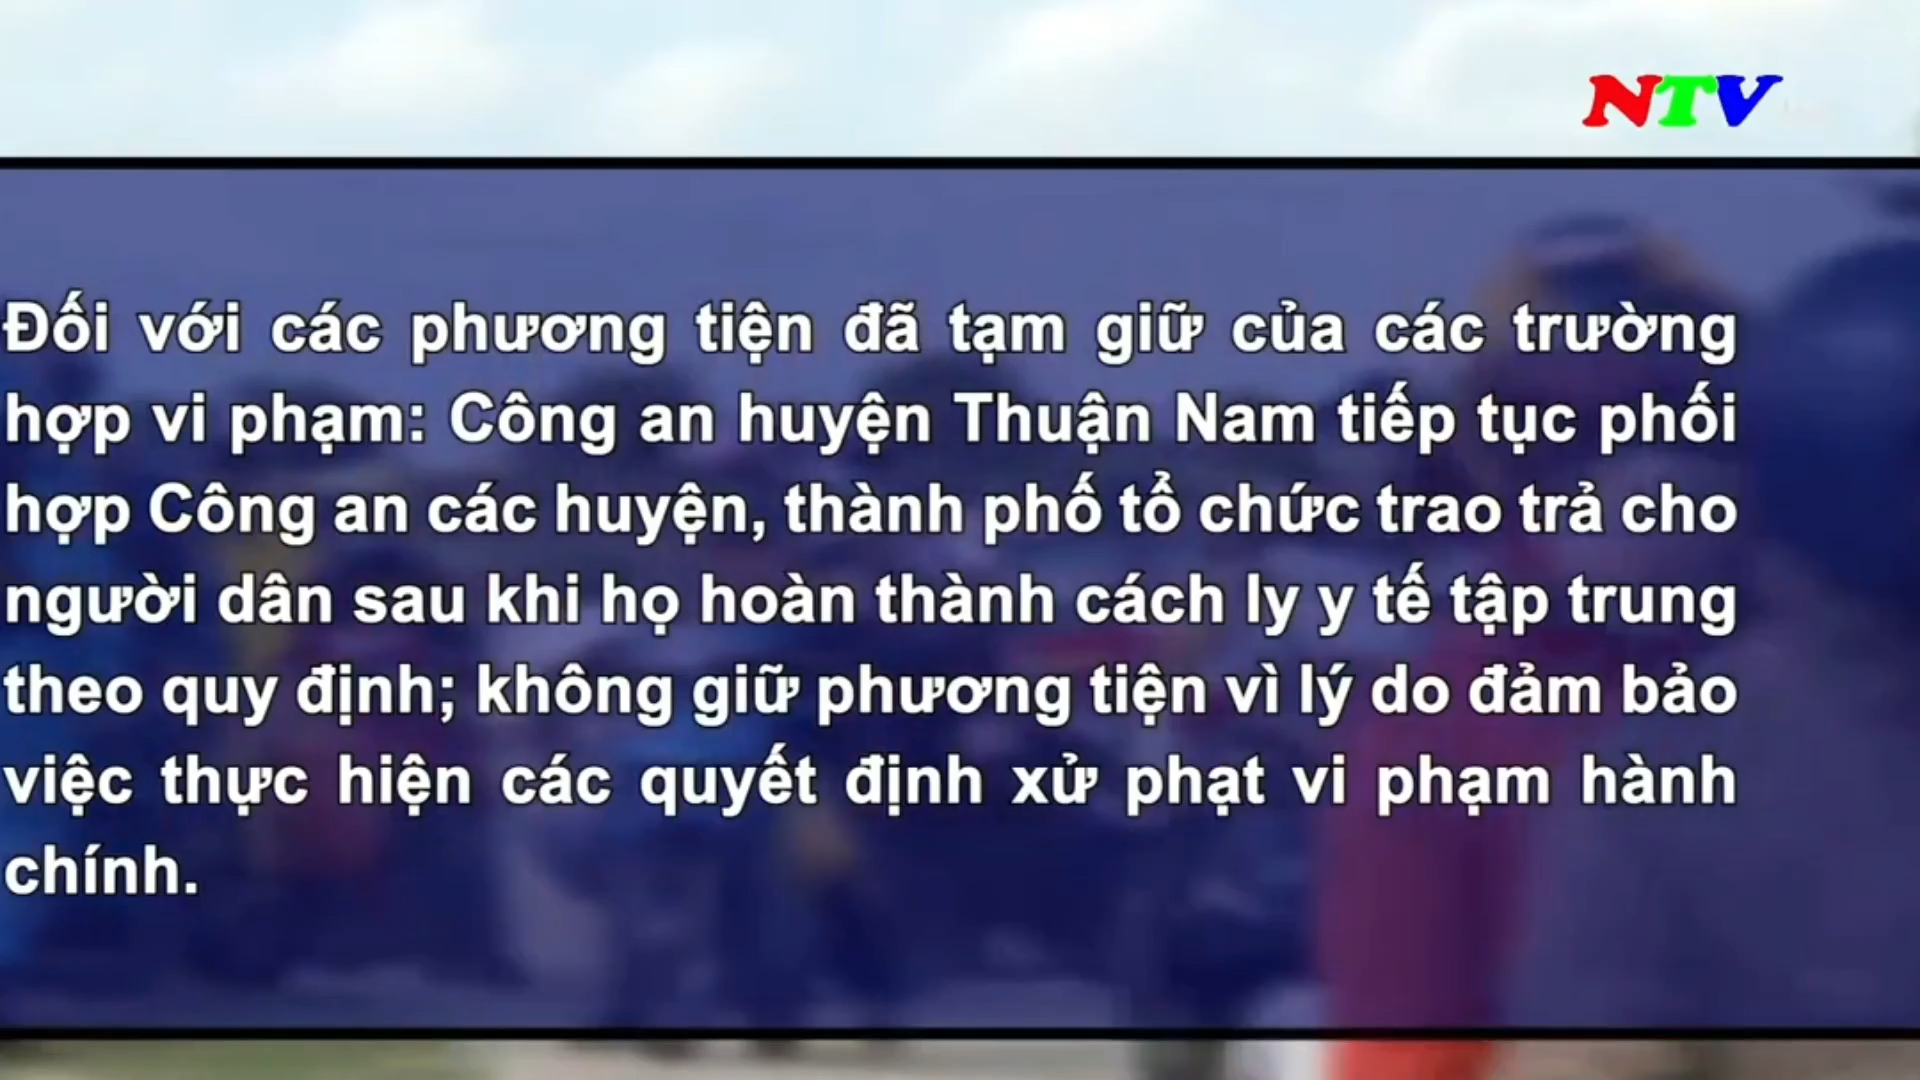 NTV
Đối với các phương tiện đã tạm giữ của các trường
hợp vi phạm: Công an huyện Thuận Nam tiếp tục phối
hợp Công an các huyện, thành phố tổ chức trao trả cho
người dân sau khi họ hoàn thành cách ly y tế tập trung
theo quy định; không giữ phương tiện vì lý do đảm bảo
việc thực hiện các quyết định xử phạt vi phạm hành
chính.